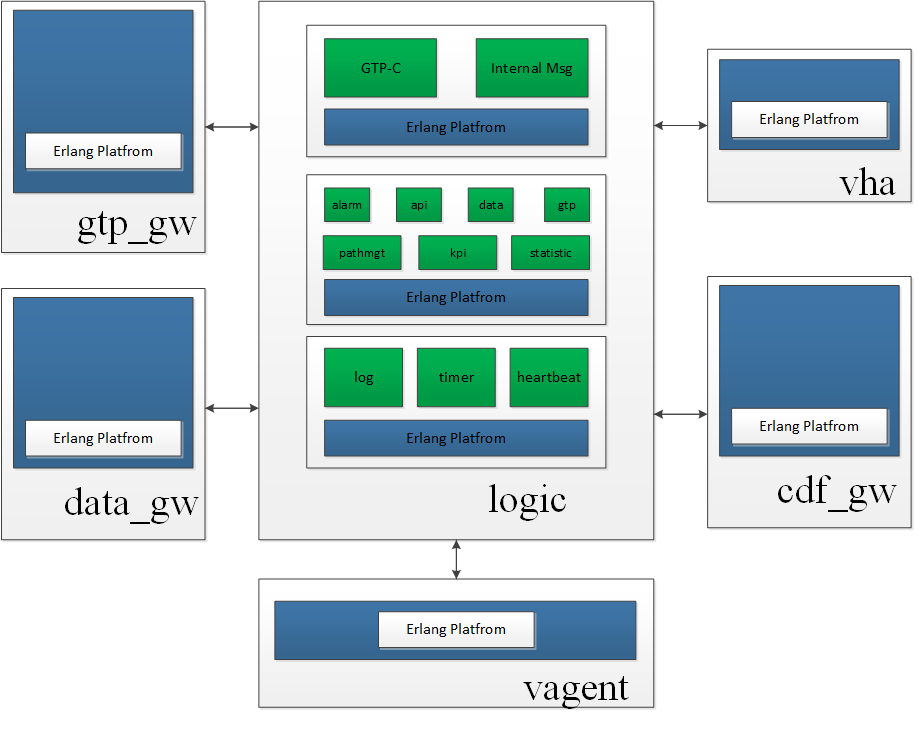 Erlang Platfrom
gtp_gw
Erlang Platfrom
data_gw
GTP-C
Internal Msg
Erlang Platfrom
alarm
api
data
gtp
pathmgt
kpi
statistic
Erlang Platfrom
log
timer
heartbeat
Erlang Platfrom
logic
Erlang Platfrom
vha
Erlang Platfrom
cdf_gw
Erlang Platfrom
vagent